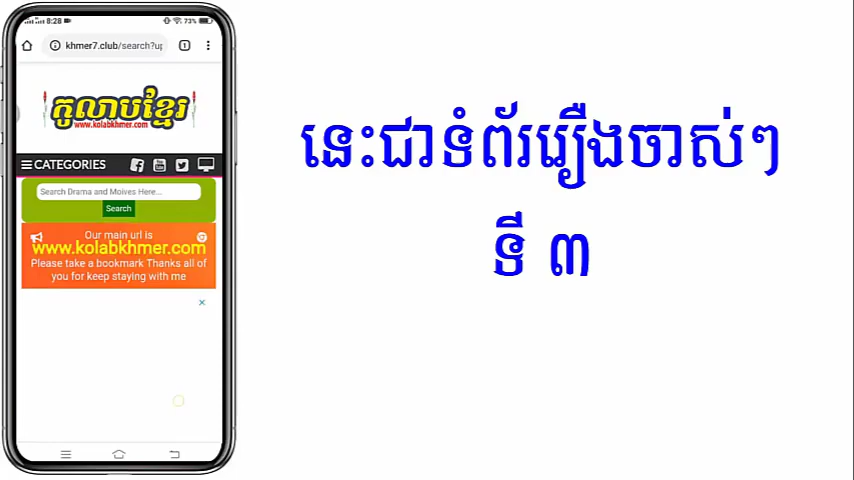 8:28
73%
khmer7.club/search?up
1
កូលាបខ្មែរ
www.kolabkhmer.com
CATEGORIES
Search Drama and Moives Here...
Search
Our main url is
www.kolabkhmer.com
Please take a bookmark Thanks all of
you for keep staying with me
នេះជាទំព័ររឿងចាស់ៗ
ទី ៣